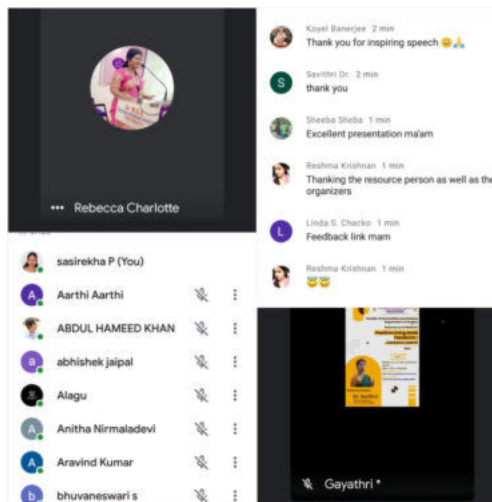 ••• Rebecca Charlotte
sasirekha P (You)
A
Aarthi Aarthi
ABDUL HAMEED KHAN
a
abhishek jaipal
Alagu
A
Anitha Nirmaladevi
A
Aravind Kumar
b
bhuvaneswari s
Koyel Banerjee 2 min
Thank you for inspiring speech 😊🙏
S
Savithri Dr. 2 min
thank you
Sheeba Sheba 1 min
Excellent presentation ma'am
Reshma Krishnan 1 min
Thanking the resource person as well as the
organizers
L
Linda S. Chacko 1 min
Feedback link mam
Reshma Krishnan 1 min
😇😇
Gayathri *